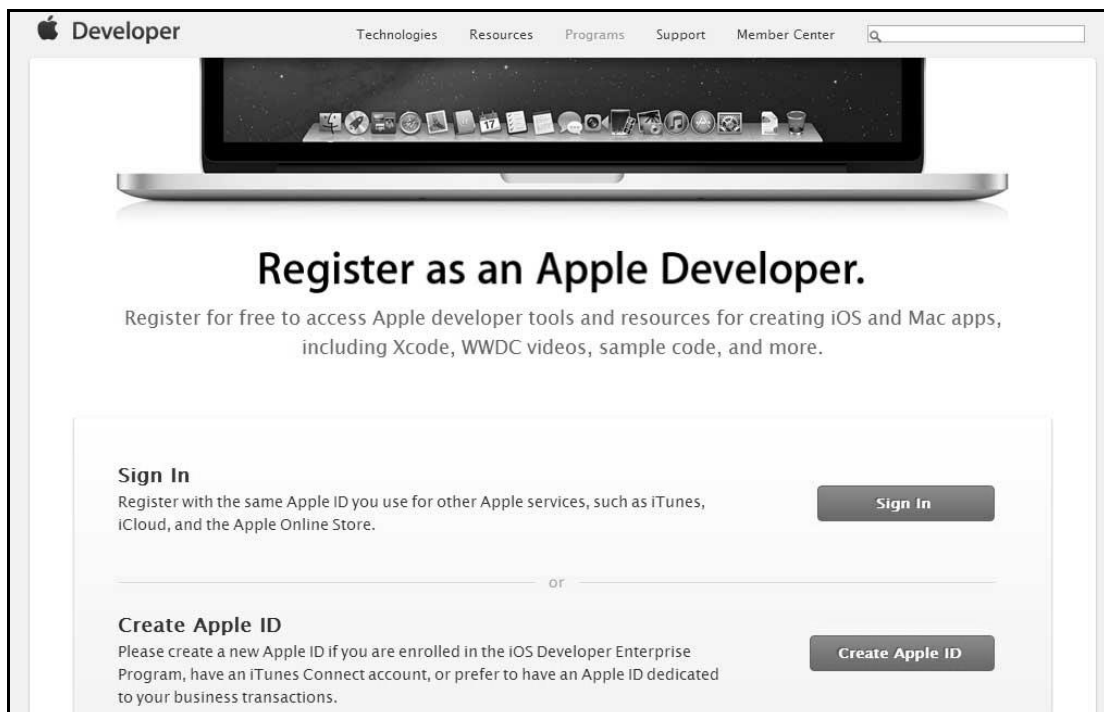 Developer
Technologies Resources Programs Support Member Center
17
Register as an Apple Developer.
Register for free to access Apple developer tools and resources for creating iOS and Mac apps,
including Xcode, WWDC videos, sample code, and more.
Sign In
Register with the same Apple ID you use for other Apple services, such as iTunes,
iCloud, and the Apple Online Store.
Sign In
or
Create Apple ID
Please create a new Apple ID if you are enrolled in the iOS Developer Enterprise
Program, have an iTunes Connect account, or prefer to have an Apple ID dedicated
to your business transactions.
Create Apple ID